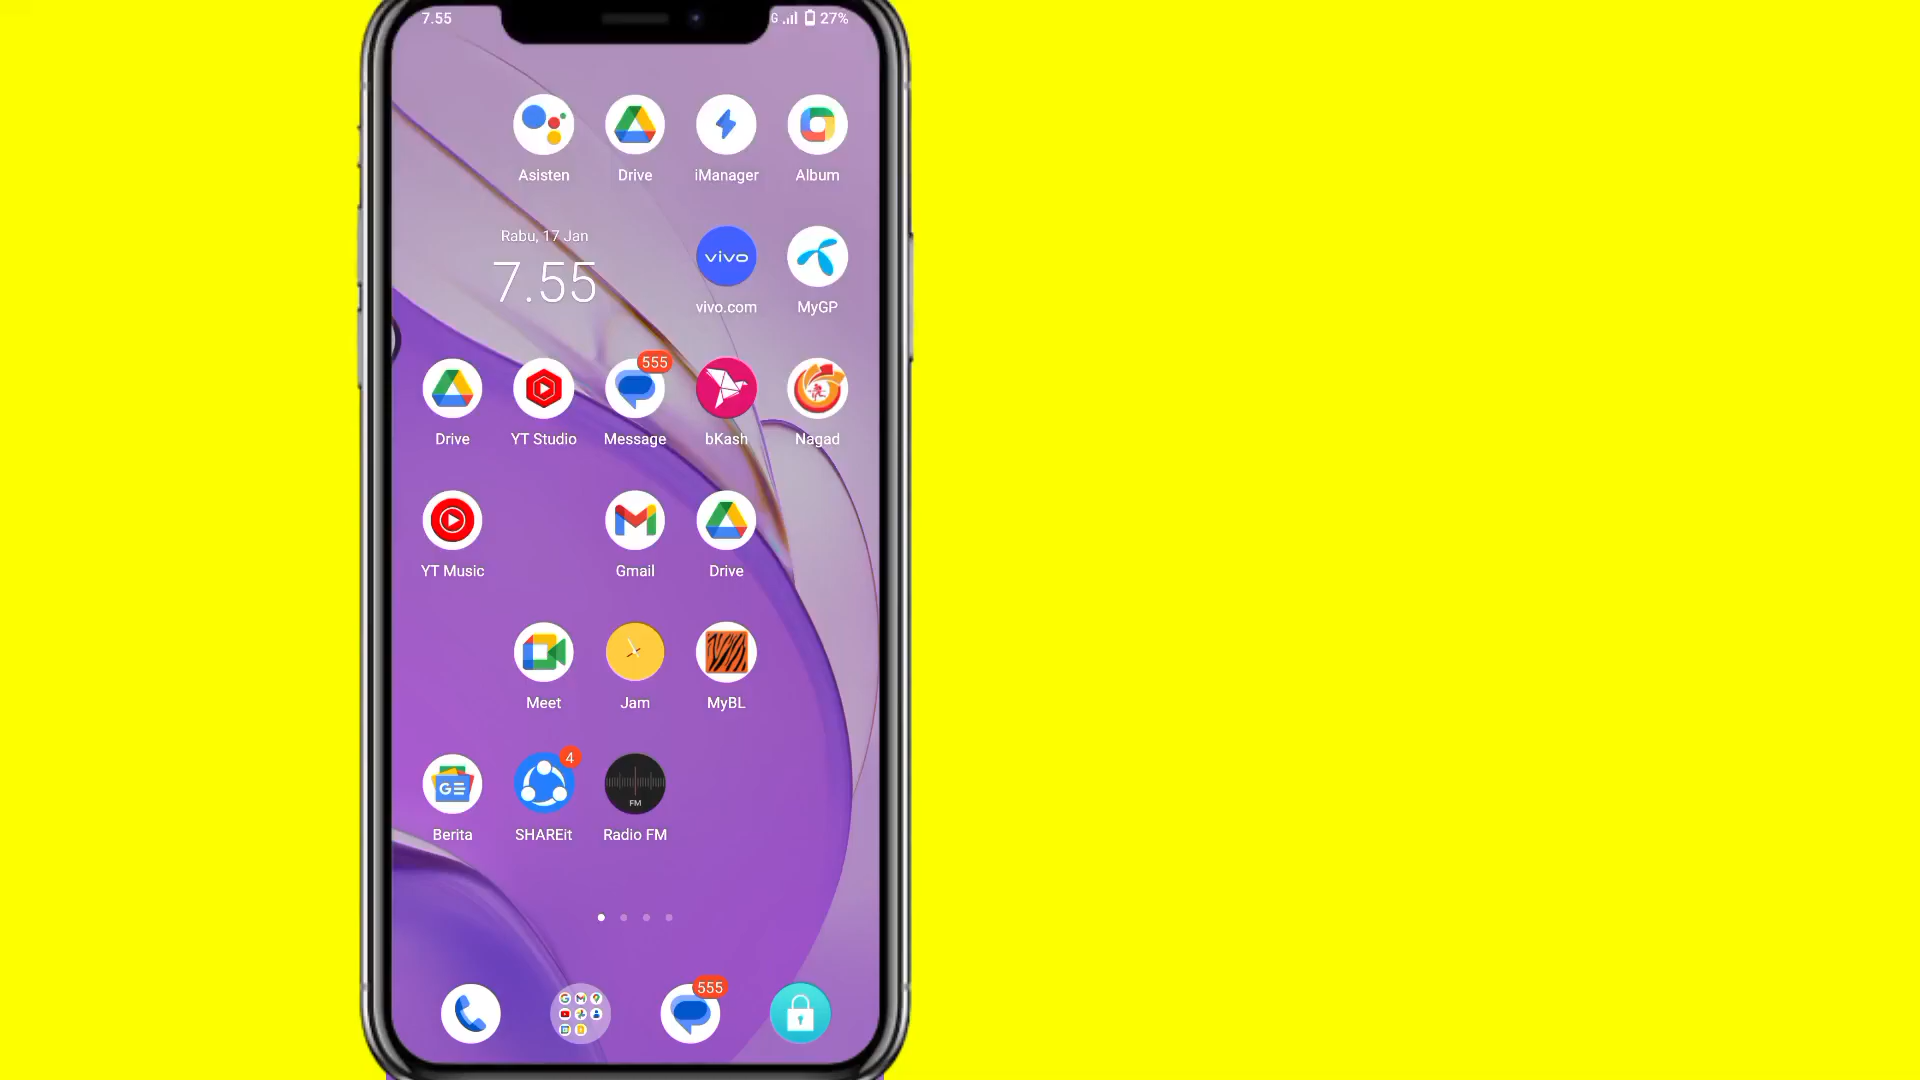 7.55 G 27%
Asisten Drive iManager Album
Rabu, 17 Jan
7.55
vivo
vivo.com MyGP
555
Drive YT Studio Message bKash Nagad
YT Music Gmail Drive
Meet Jam MyBL
4
GE
FM
Berita SHAREit Radio FM
555